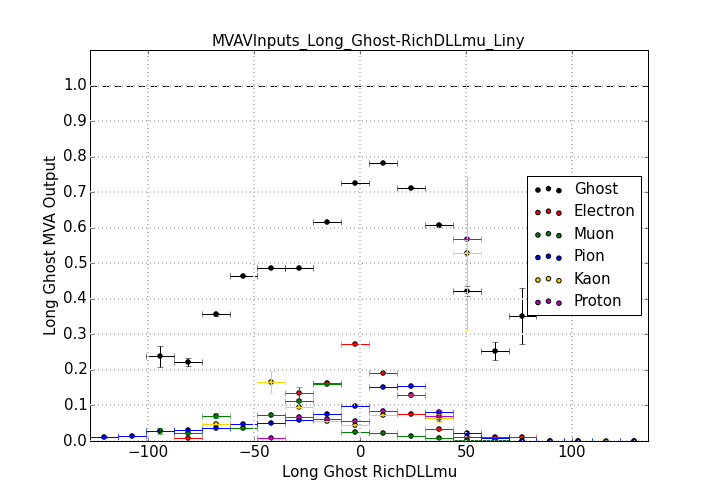 MVAVInputs_Long_Ghost-RichDLLmu_Liny
Long Ghost MVA Output
1.0
0.9
0.8
0.7
0.6
0.5
0.4
0.3
0.2
0.1
0.0
Ghost
Electron
Muon
Pion
Kaon
Proton
−100
−50
0
50
100
Long Ghost RichDLLmu